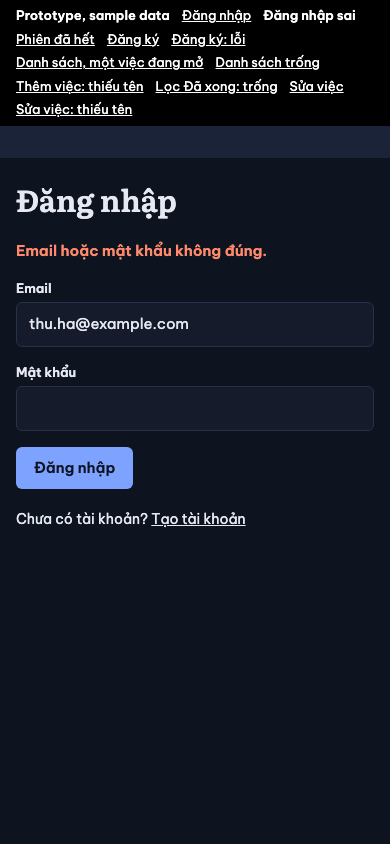 Prototype, sample data Đăng nhập Đăng nhập sai
Phiên đã hết Đăng ký Đăng ký: lỗi
Danh sách, một việc đang mở Danh sách trống
Thêm việc: thiếu tên Lọc Đã xong: trống Sửa việc
Sửa việc: thiếu tên
Đăng nhập
Email hoặc mật khẩu không đúng.
Email
thu.ha@example.com
Mật khẩu
Đăng nhập
Chưa có tài khoản? Tạo tài khoản